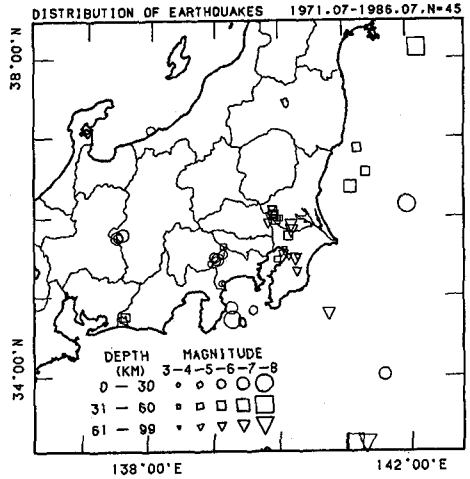 DISTRIBUTION OF EARTHQUAKES 1971.07-1986.07,N=45
38°00'N
DEPTH MAGNITUDE
(KM) 3-4-5-6-7-8
0 - 30
31 - 60
61 - 99
34°00'N
138°00'E 142°00'E